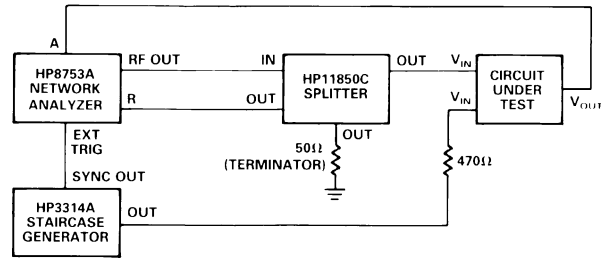 A
HP8753A
NETWORK
ANALYZER
RF OUT
R
IN
OUT
HP11850C
SPLITTER
OUT
V_IN
V_IN
CIRCUIT
UNDER
TEST
V_OUT
OUT
50Ω
(TERMINATOR)
470Ω
EXT
TRIG
SYNC OUT
HP3314A
STAIRCASE
GENERATOR
OUT